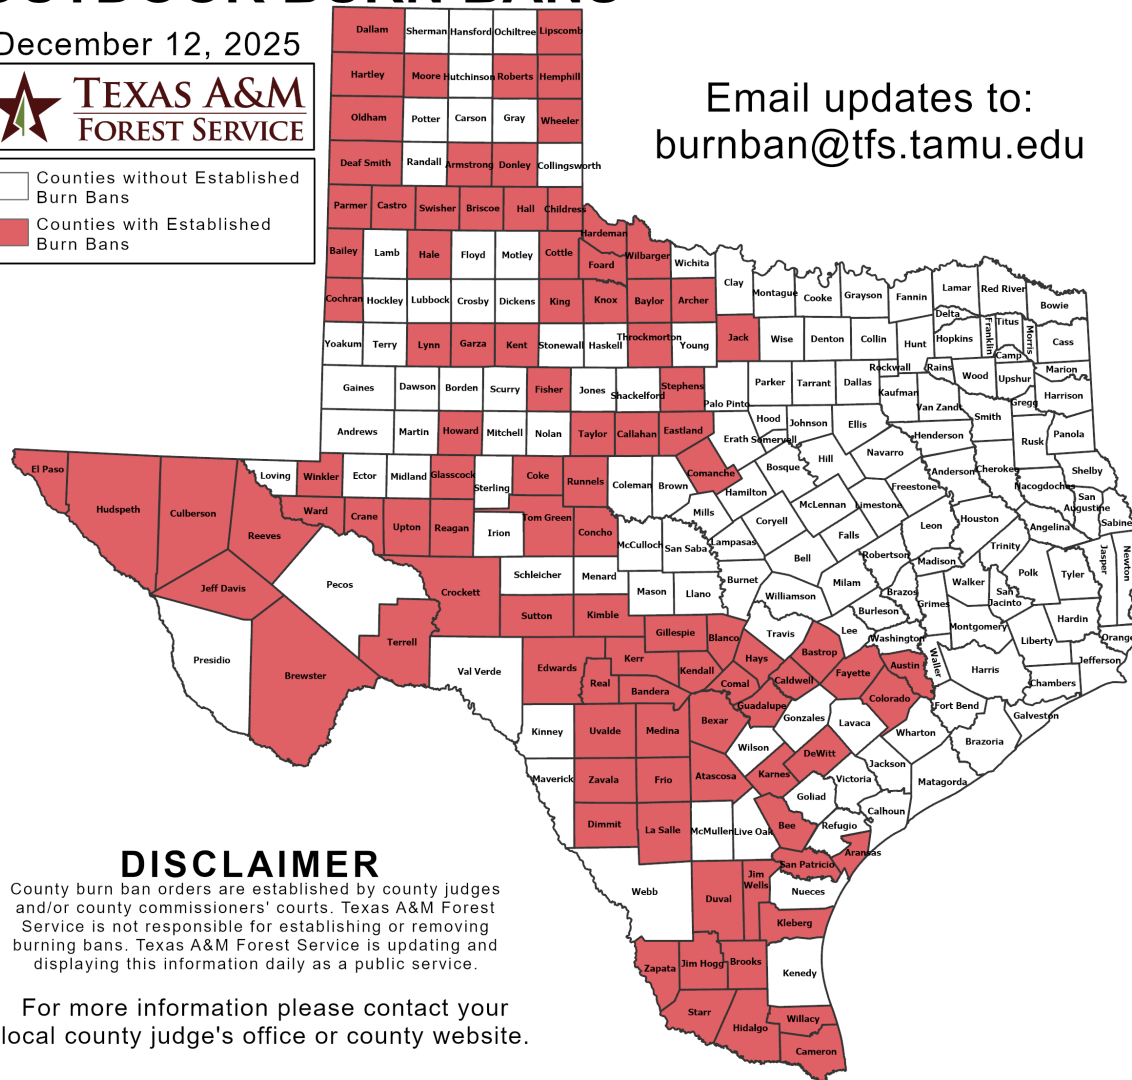 OUTDOOR BURN BANS
December 12, 2025
TEXAS A&M
FOREST SERVICE
Counties without Established
Burn Bans
Counties with Established
Burn Bans
Email updates to:
burnban@tfs.tamu.edu
Dallam Sherman Hansford Ochiltree Lipscomb
Hartley Moore Hutchinson Roberts Hemphill
Oldham Potter Carson Gray Wheeler
Deaf Smith Randall Armstrong Donley Collingsworth
Parmer Castro Swisher Briscoe Hall Childress
Hardeman
Bailey Lamb Hale Floyd Motley Cottle Foard Wilbarger Wichita
Cochran Hockley Lubbock Crosby Dickens King Knox Baylor Archer Clay Montague Cooke Grayson Fannin Lamar Red River Bowie
Delta Titus
Franklin Morris
Yoakum Terry Lynn Garza Kent Stonewall Haskell Throckmorton Young Jack Wise Denton Collin Hunt Hopkins Cass
Camp
Rockwall Rains Marion
Gaines Dawson Borden Scurry Fisher Jones Shackelford Stephens Palo Pinto Parker Tarrant Dallas Kaufman Van Zandt Wood Upshur Harrison
Gregg
Andrews Martin Howard Mitchell Nolan Taylor Callahan Eastland Erath Hood Somervell Johnson Ellis Henderson Smith Rusk Panola
El Paso Hudspeth Culberson Reeves Loving Winkler Ector Midland Glasscock Sterling Coke Runnels Coleman Brown Comanche Hamilton Bosque Hill Navarro Freestone Anderson Cherokee Nacogdoches Shelby
San
Augustine
Sabine
Ward Crane Upton Reagan Irion Tom Green Concho McCulloch San Saba Mills Lampasas Coryell McLennan Limestone Falls Leon Houston Angelina
Trinity
Jeff Davis Pecos Crockett Schleicher Menard Mason Llano Burnet Bell Williamson Milam Robertson Brazos Madison Grimes Walker
San
Jacinto
Polk Tyler Jasper Newton
Presidio Brewster Terrell Val Verde Sutton Kimble Gillespie Blanco Travis Lee Burleson Washington Montgomery Liberty Hardin Orange
Edwards Real Kerr Bandera Kendall Comal Hays Caldwell Bastrop Fayette Austin Waller Harris Chambers Jefferson
Kinney Uvalde Medina Bexar Guadalupe Gonzales Lavaca Colorado Wharton Fort Bend Brazoria Galveston
Wilson DeWitt Jackson Matagorda
Maverick Zavala Frio Atascosa Karnes Goliad Victoria Calhoun
Dimmit La Salle McMullen Live Oak Bee Refugio Aransas
San Patricio
Webb Duval
Jim
Wells
Nueces
Kleberg
Zapata Jim Hogg Brooks Kenedy
Starr Hidalgo Willacy
Cameron
DISCLAIMER
County burn ban orders are established by county judges
and/or county commissioners' courts. Texas A&M Forest
Service is not responsible for establishing or removing
burning bans. Texas A&M Forest Service is updating and
displaying this information daily as a public service.
For more information please contact your
local county judge's office or county website.